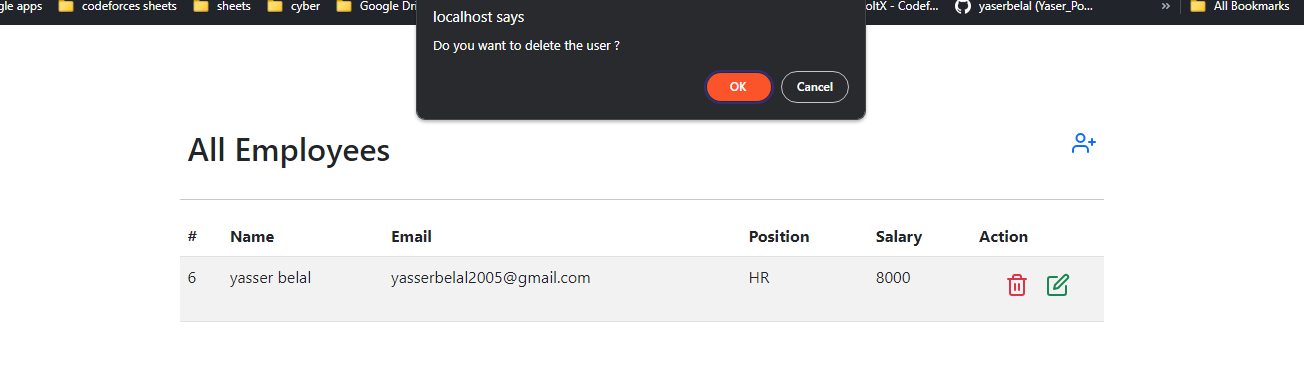 gle apps codeforces sheets sheets cyber Google Dri oltX - Codef... yaserbelal (Yaser_Po... » All Bookmarks
localhost says
Do you want to delete the user ?
OK Cancel
All Employees
# Name Email Position Salary Action
6 yasser belal yasserbelal2005@gmail.com HR 8000